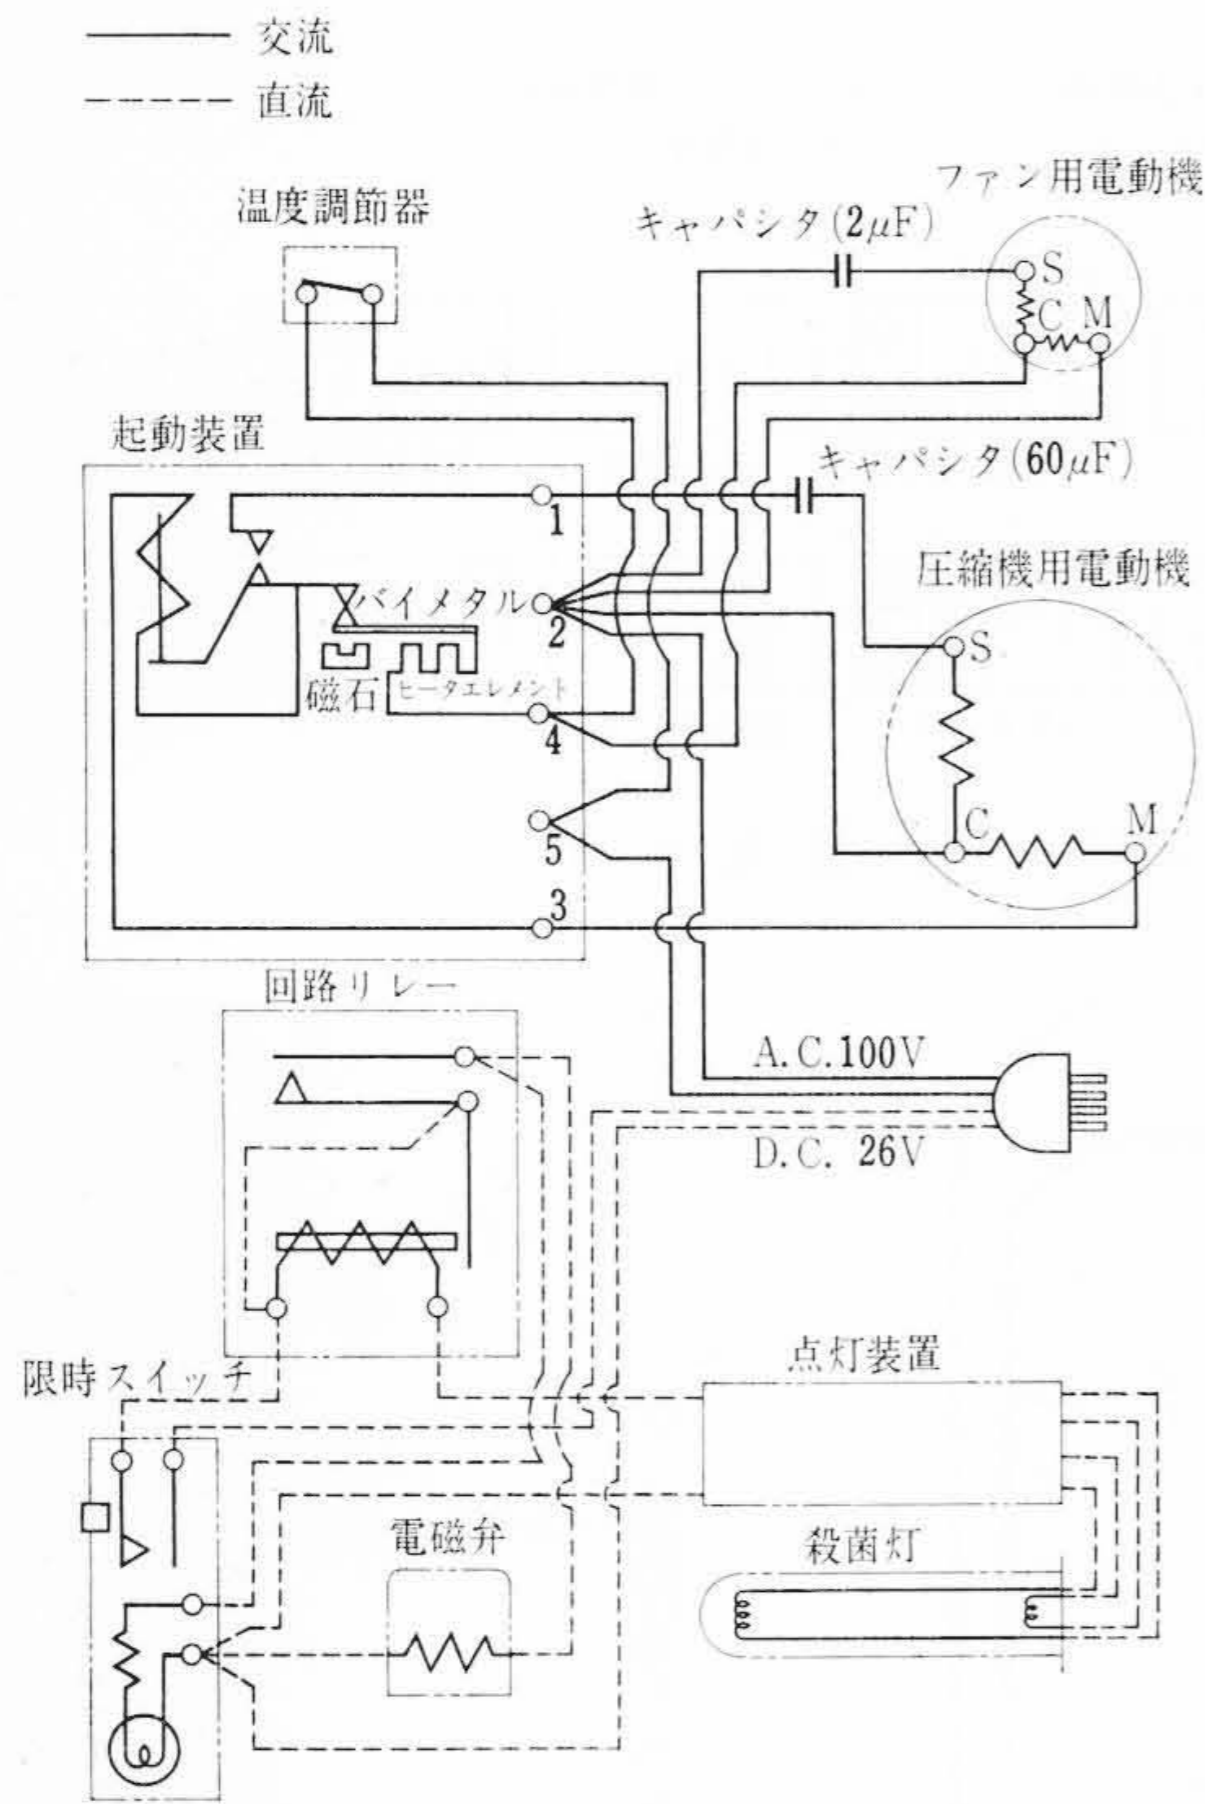 交流
直流
ファン用電動機
温度調節器
キャパシタ(2μF)
S
C M
起動装置
キャパシタ(60μF)
1
圧縮機用電動機
バイメタル
2
S
磁石
ヒータエレメント
4
C
M
5
3
回路リレー
A.C.100V
D.C. 26V
点灯装置
限時スイッチ
電磁弁
殺菌灯